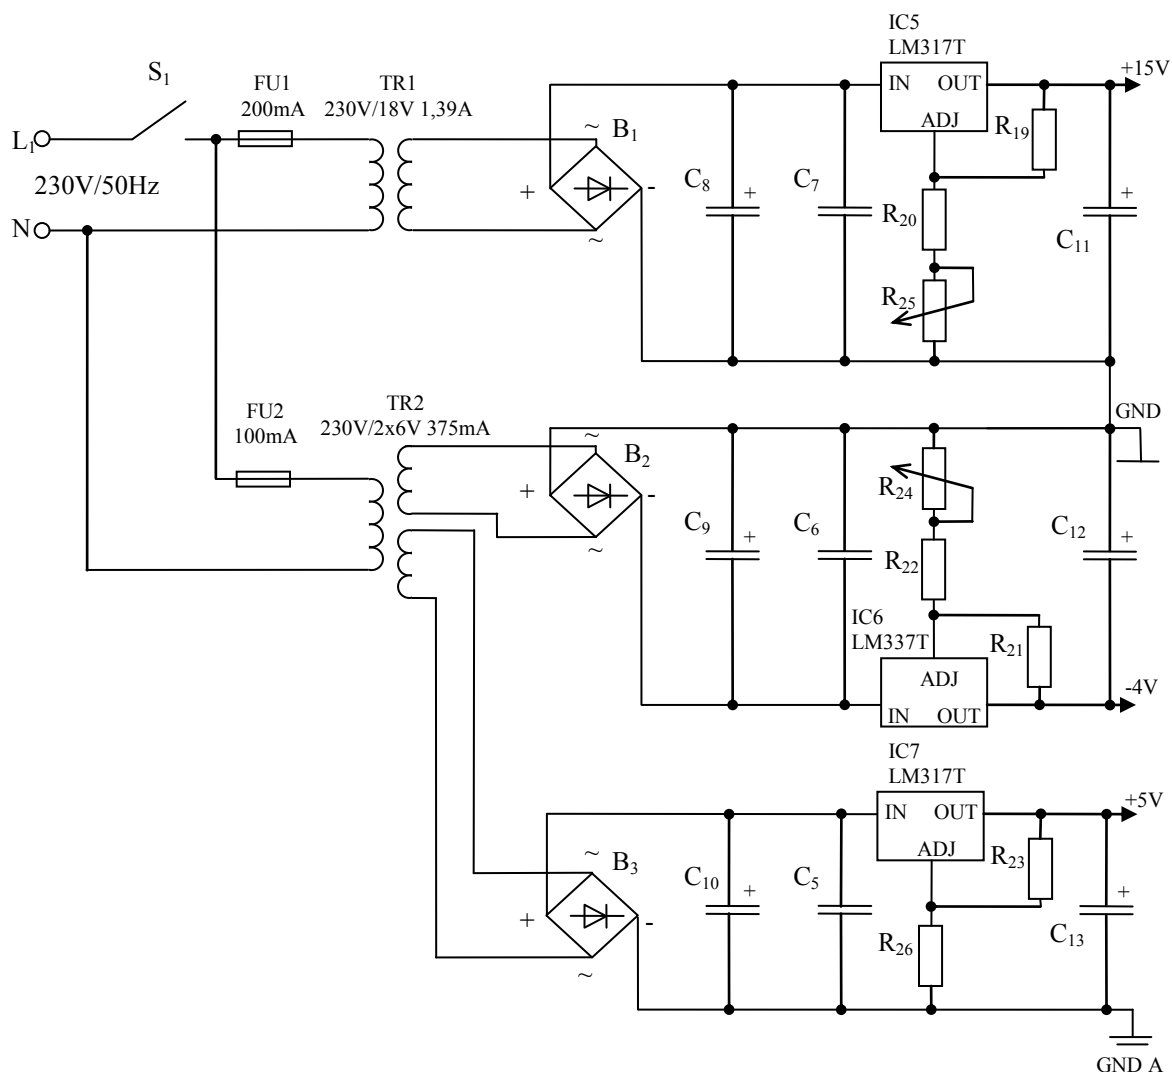 IC5
LM317T
+15V
S1
FU1
200mA
TR1
230V/18V 1,39A
IN OUT
ADJ
~
B1
R19
L1
230V/50Hz
+
-
C8
+
C7
R20
+
N
~
C11
R25
FU2
100mA
TR2
230V/2x6V 375mA
GND
~
B2
+
-
R24
C9
+
C6
C12
+
~
R22
IC6
LM337T
R21
ADJ
-4V
IN OUT
IC7
LM317T
+5V
IN OUT
ADJ
~
B3
R23
C10
+
C5
+
+
-
R26
C13
~
GND A